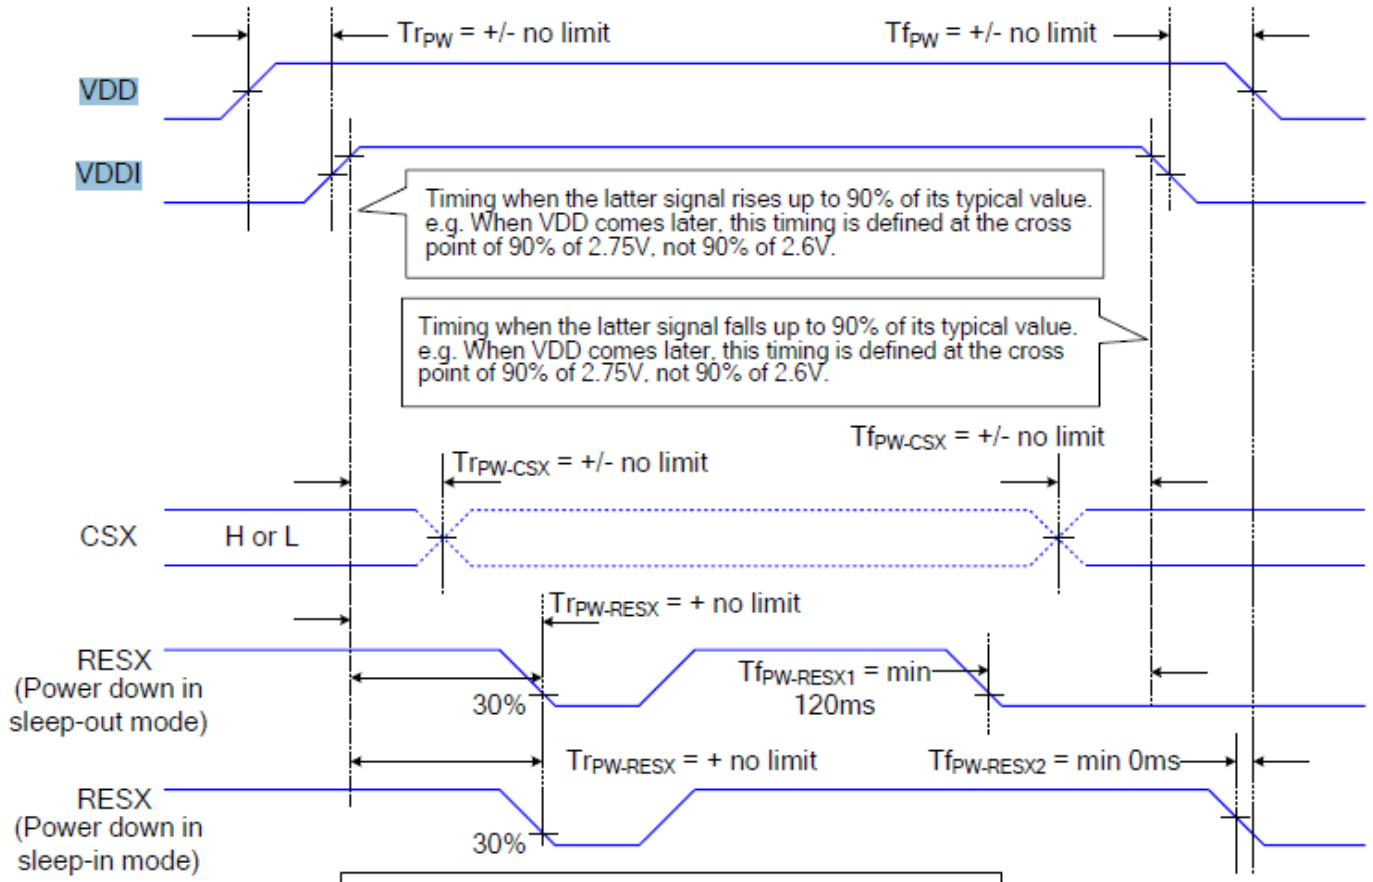 TrPW = +/- no limit
TfPW = +/- no limit
VDD
VDDI
Timing when the latter signal rises up to 90% of its typical value.
e.g. When VDD comes later, this timing is defined at the cross
point of 90% of 2.75V, not 90% of 2.6V.
Timing when the latter signal falls up to 90% of its typical value.
e.g. When VDD comes later, this timing is defined at the cross
point of 90% of 2.75V, not 90% of 2.6V.
TfPW-CSX = +/- no limit
TrPW-CSX = +/- no limit
CSX
H or L
TrPW-RESX = + no limit
RESX
(Power down in
sleep-out mode)
30%
TfPW-RESX1 = min
120ms
TrPW-RESX = + no limit
TfPW-RESX2 = min 0ms
RESX
(Power down in
sleep-in mode)
30%